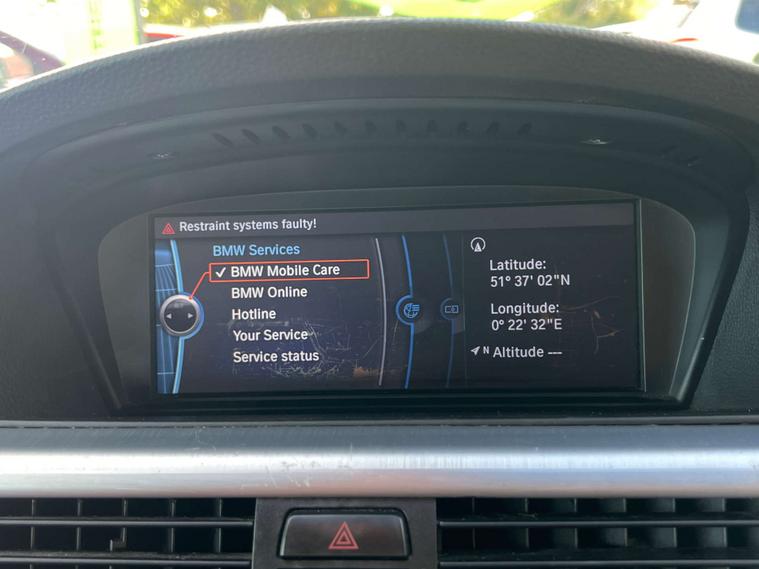 Restraint systems faulty!
BMW Services
✓ BMW Mobile Care
BMW Online
Hotline
Your Service
Service status
Latitude:
51° 37' 02"N
Longitude:
0° 22' 32"E
N Altitude ---